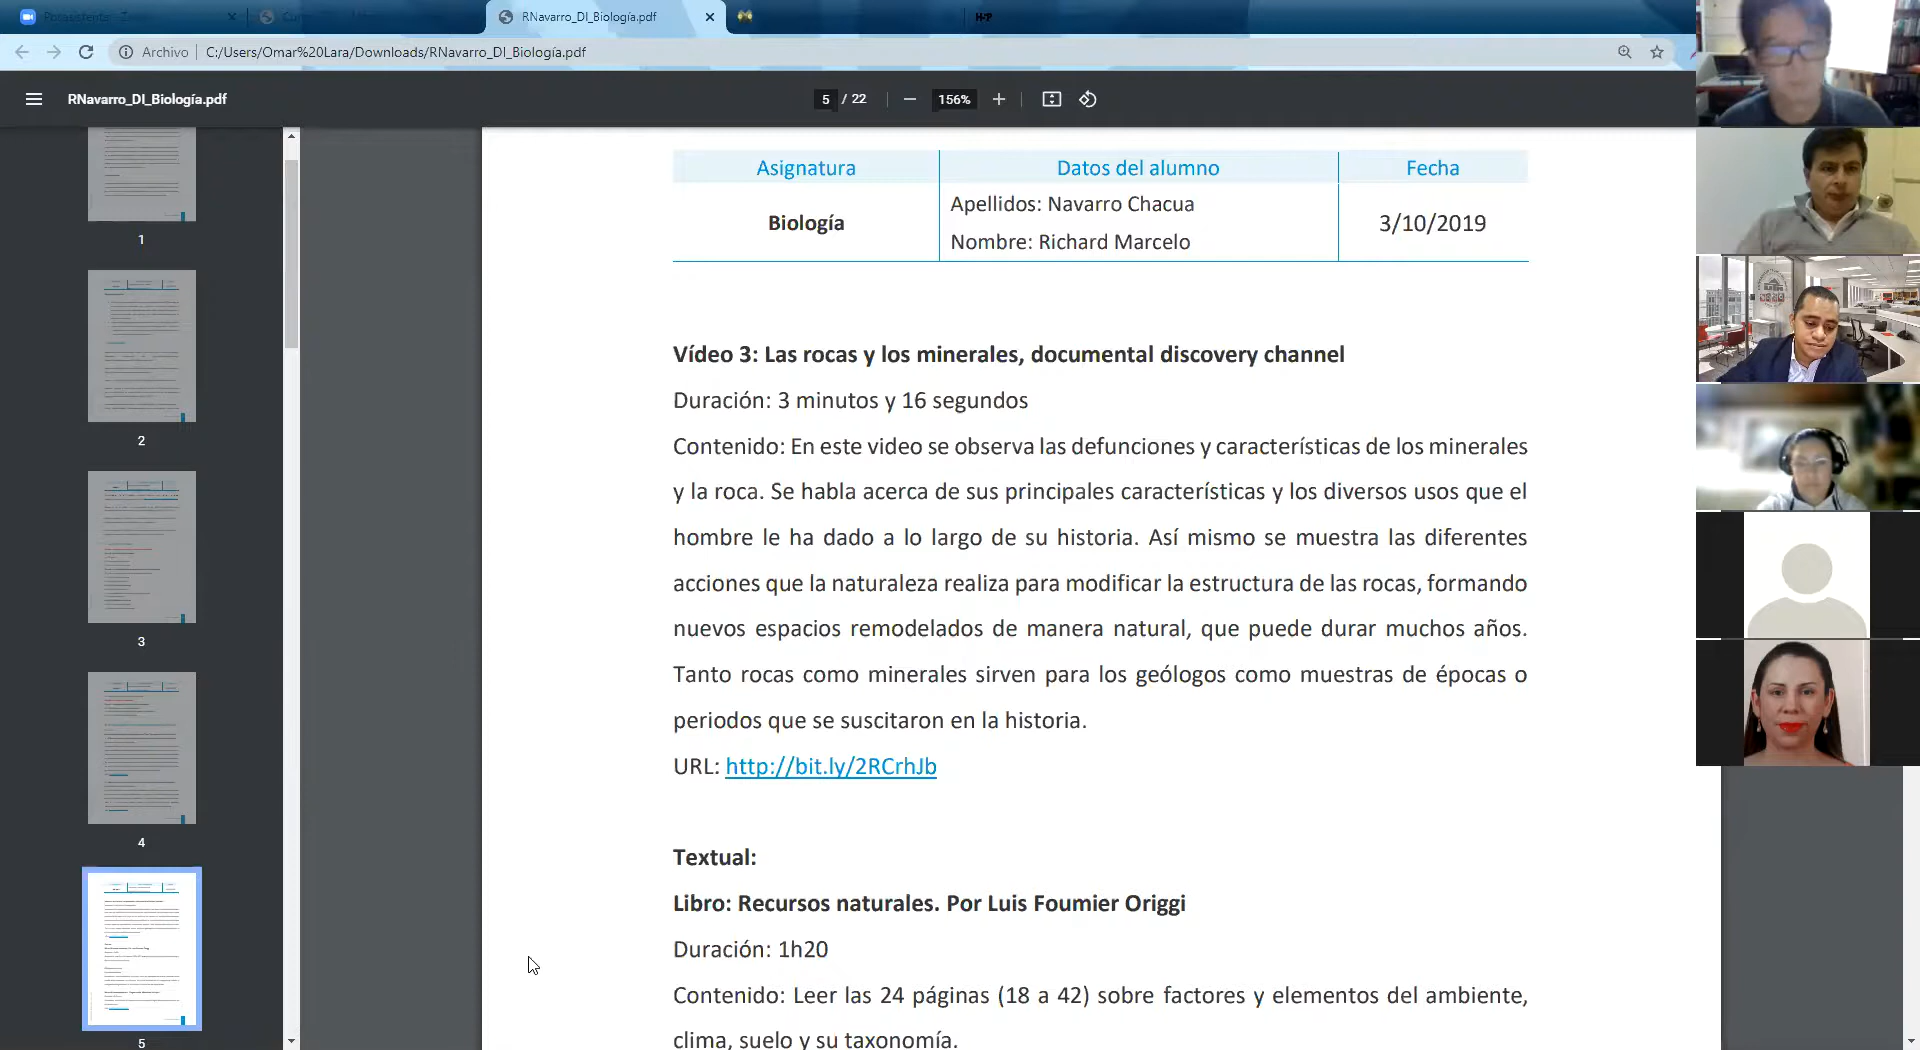 RNavarro_DI_Biología.pdf
Archivo
C:/Users/Omar%20Lara/Downloads/RNavarro_DI_Biología.pdf
RNavarro_DI_Biología.pdf
5 / 22
156%
Asignatura
Datos del alumno
Fecha
Biología
Apellidos: Navarro Chacua
Nombre: Richard Marcelo
3/10/2019
Vídeo 3: Las rocas y los minerales, documental discovery channel
Duración: 3 minutos y 16 segundos
Contenido: En este video se observa las defunciones y características de los minerales
y la roca. Se habla acerca de sus principales características y los diversos usos que el
hombre le ha dado a lo largo de su historia. Así mismo se muestra las diferentes
acciones que la naturaleza realiza para modificar la estructura de las rocas, formando
nuevos espacios remodelados de manera natural, que puede durar muchos años.
Tanto rocas como minerales sirven para los geólogos como muestras de épocas o
periodos que se suscitaron en la historia.
URL: http://bit.ly/2RCrhJb
Textual:
Libro: Recursos naturales. Por Luis Foumier Origgi
Duración: 1h20
Contenido: Leer las 24 páginas (18 a 42) sobre factores y elementos del ambiente,
clima, suelo y su taxonomía.
1
2
3
4
5